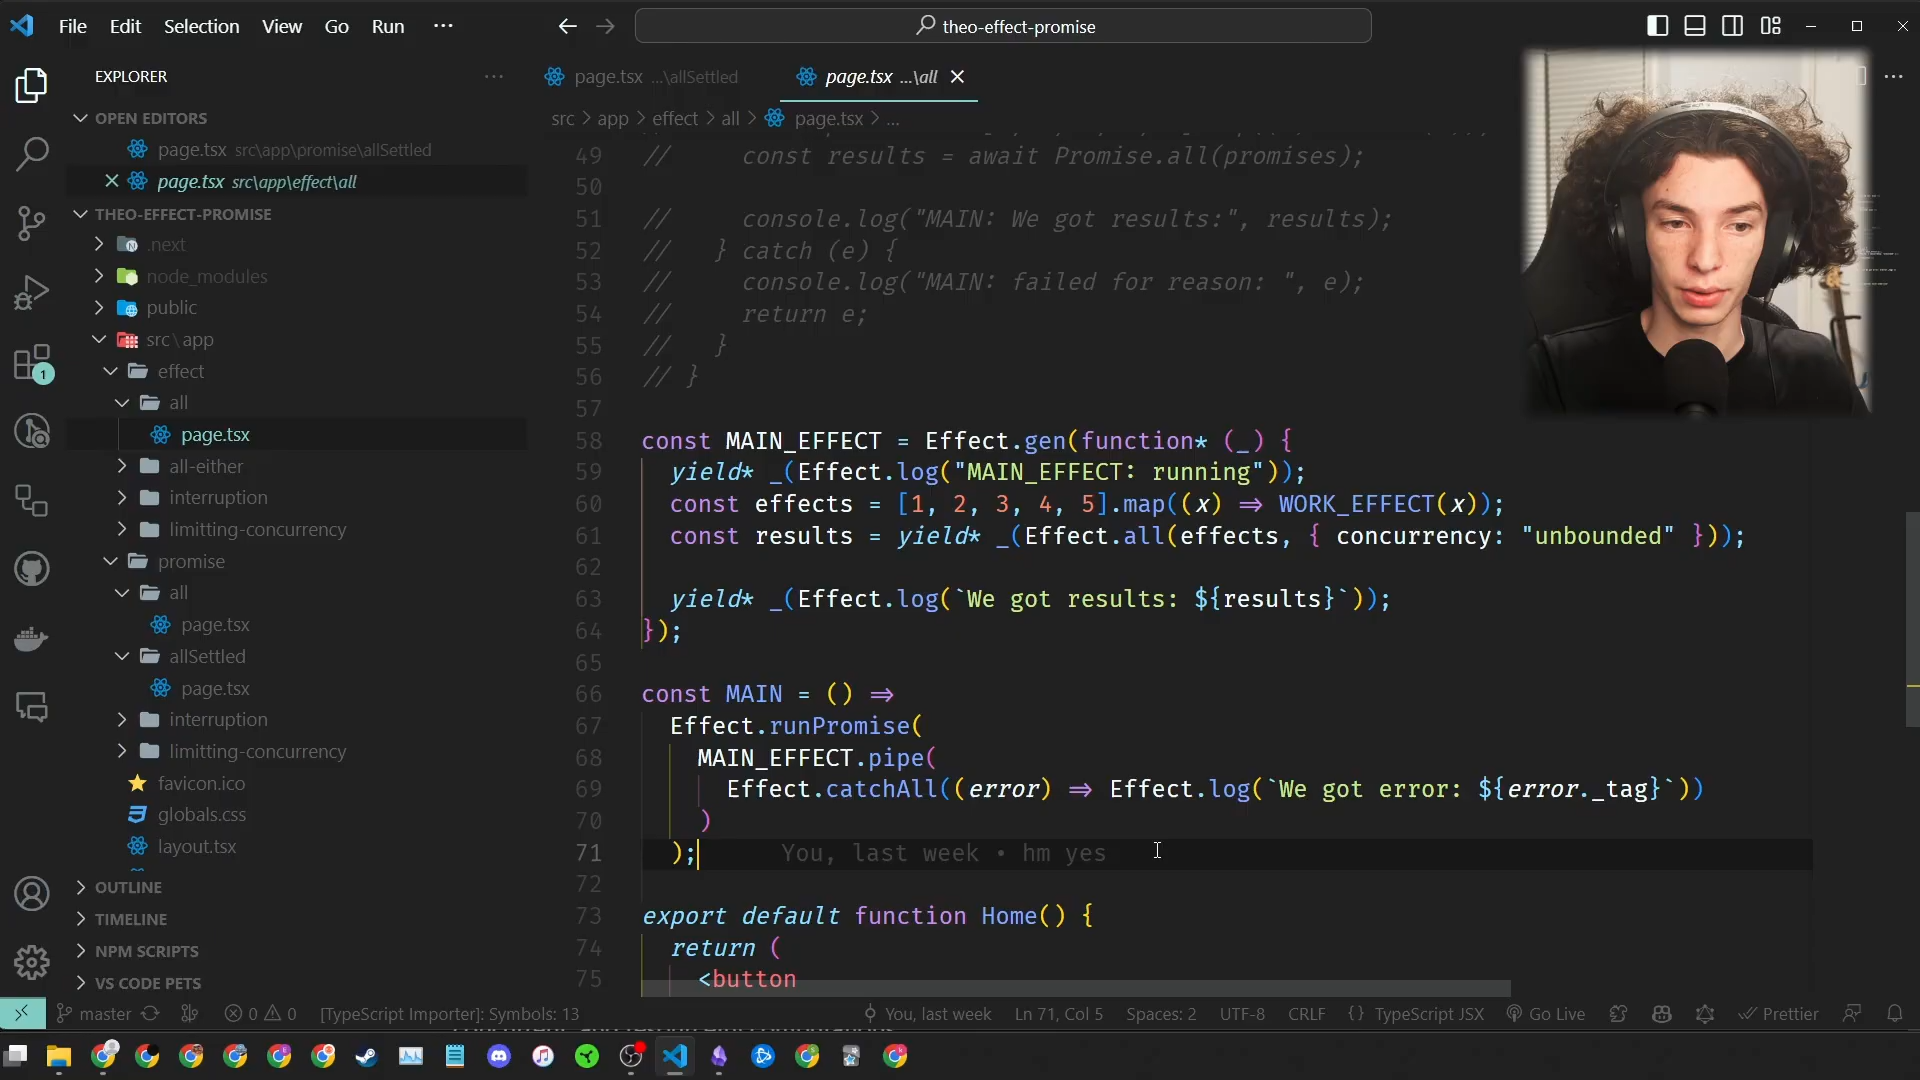 File Edit Selection View Go Run ···
theo-effect-promise
EXPLORER
OPEN EDITORS
page.tsx src\app\promise\allSettled
page.tsx src\app\effect\all
THEO-EFFECT-PROMISE
.next
node_modules
public
src\app
effect
all
page.tsx
all-either
interruption
limitting-concurrency
promise
all
page.tsx
allSettled
page.tsx
interruption
limitting-concurrency
favicon.ico
globals.css
layout.tsx
OUTLINE
TIMELINE
NPM SCRIPTS
VS CODE PETS
1
page.tsx ...\allSettled
page.tsx ...\all
src > app > effect > all > page.tsx > ...
49 //     const results = await Promise.all(promises);
50
51 //     console.log("MAIN: We got results:", results);
52 //   } catch (e) {
53 //     console.log("MAIN: failed for reason: ", e);
54 //     return e;
55 //   }
56 // }
57
58 const MAIN_EFFECT = Effect.gen(function* (_) {
59   yield* _(Effect.log("MAIN_EFFECT: running"));
60   const effects = [1, 2, 3, 4, 5].map((x) ⇒ WORK_EFFECT(x));
61   const results = yield* _(Effect.all(effects, { concurrency: "unbounded" }));
62
63   yield* _(Effect.log(`We got results: ${results}`));
64 });
65
66 const MAIN = () ⇒
67   Effect.runPromise(
68     MAIN_EFFECT.pipe(
69       Effect.catchAll((error) ⇒ Effect.log(`We got error: ${error._tag}`))
70     )
71   ); You, last week • hm yes
72
73 export default function Home() {
74   return (
75     <button
master 0 0 [TypeScript Importer]: Symbols: 13 You, last week Ln 71, Col 5 Spaces: 2 UTF-8 CRLF {} TypeScript JSX Go Live Prettier